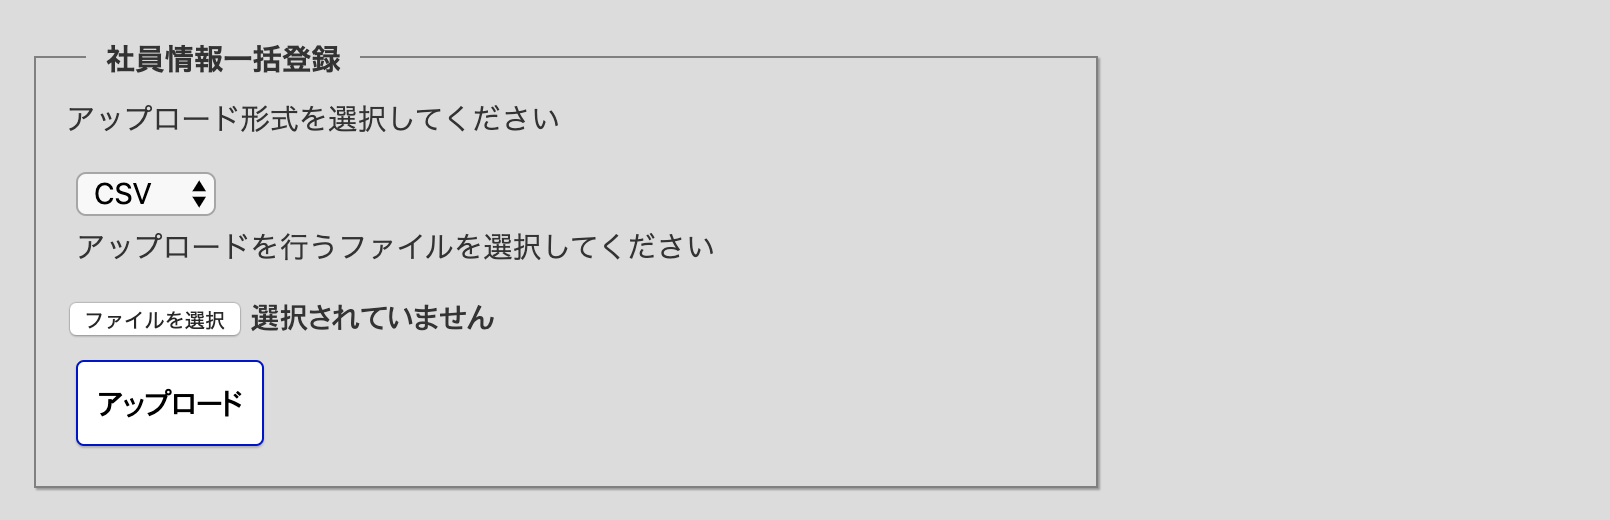 社員情報一括登録
アップロード形式を選択してください
CSV
アップロードを行うファイルを選択してください
ファイルを選択 選択されていません
アップロード